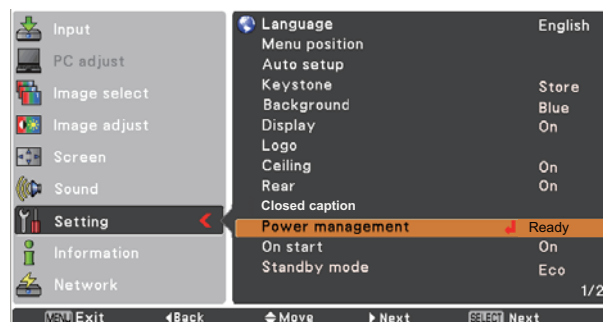 Input
PC adjust
Image select
Image adjust
Screen
Sound
Setting
Information
Network
Language English
Menu position
Auto setup
Keystone Store
Background Blue
Display On
Logo
Ceiling On
Rear On
Closed caption
Power management Ready
On start On
Standby mode Eco
1/2
MENU Exit Back Move Next SELECT Next